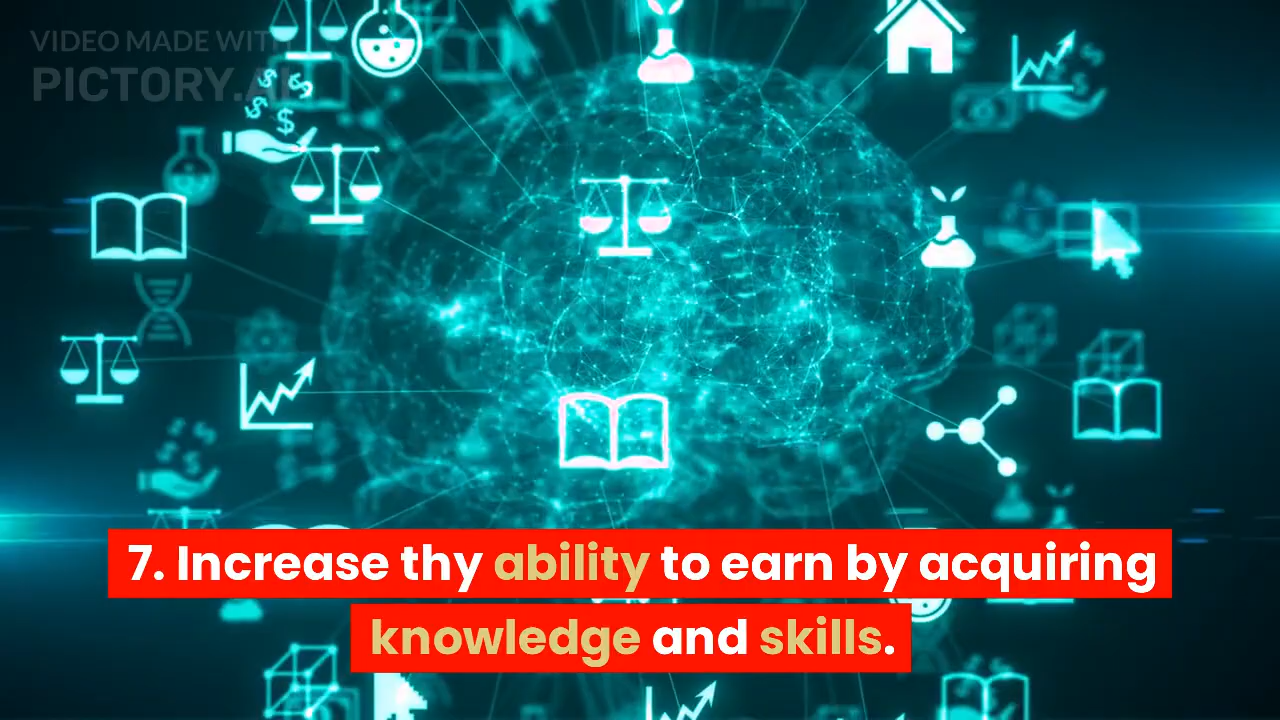 VIDEO MADE WITH
PICTORY.AI
7. Increase thy ability to earn by acquiring
knowledge and skills.